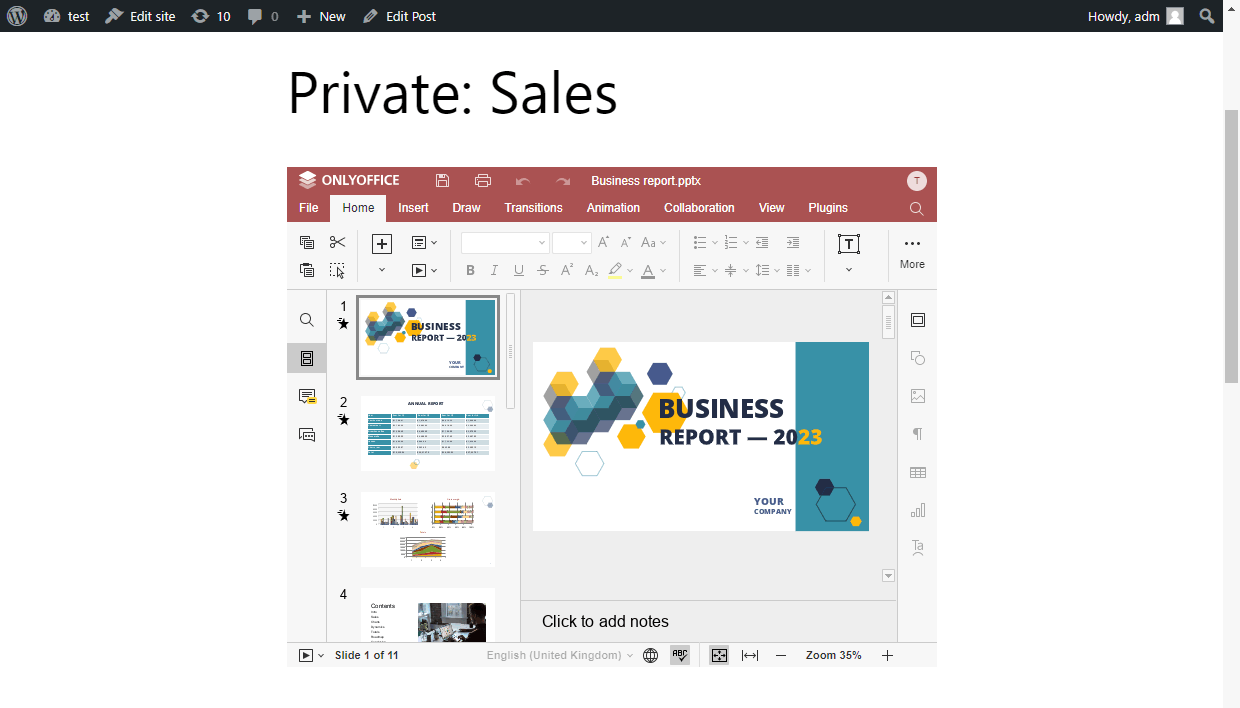 test Edit site 10 0 New Edit Post Howdy, adm
Private: Sales
ONLYOFFICE Business report.pptx T
File Home Insert Draw Transitions Animation Collaboration View Plugins
More
1
BUSINESS
REPORT — 2023
YOUR
COMPANY
2
ANNUAL REPORT
3
4
Contents
BUSINESS
REPORT — 2023
YOUR
COMPANY
Click to add notes
Slide 1 of 11 English (United Kingdom) Zoom 35%